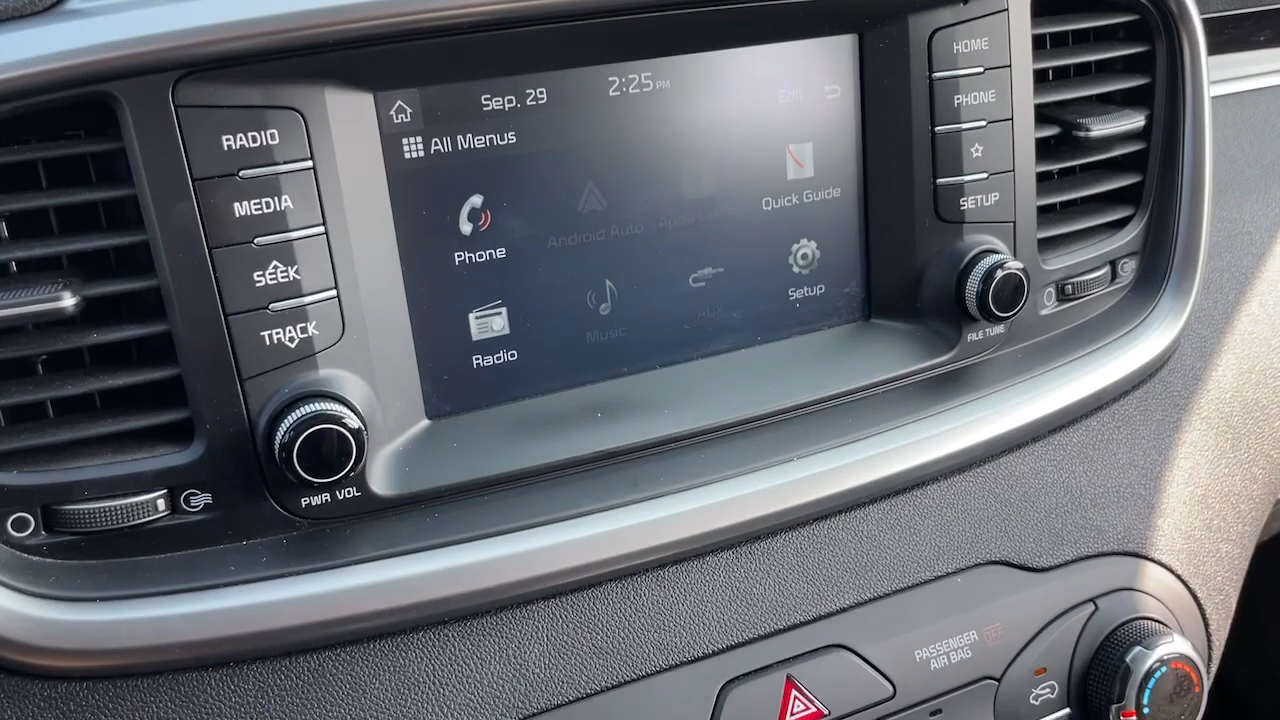 HOME
Sep. 29
2:25 PM
Edit
PHONE
RADIO
All Menus
MEDIA
Phone
Android Auto
Quick Guide
SETUP
SEEK
Radio
Music
AUX
Setup
TRACK
FILE TUNE
PWR VOL
PASSENGER OFF
AIR BAG